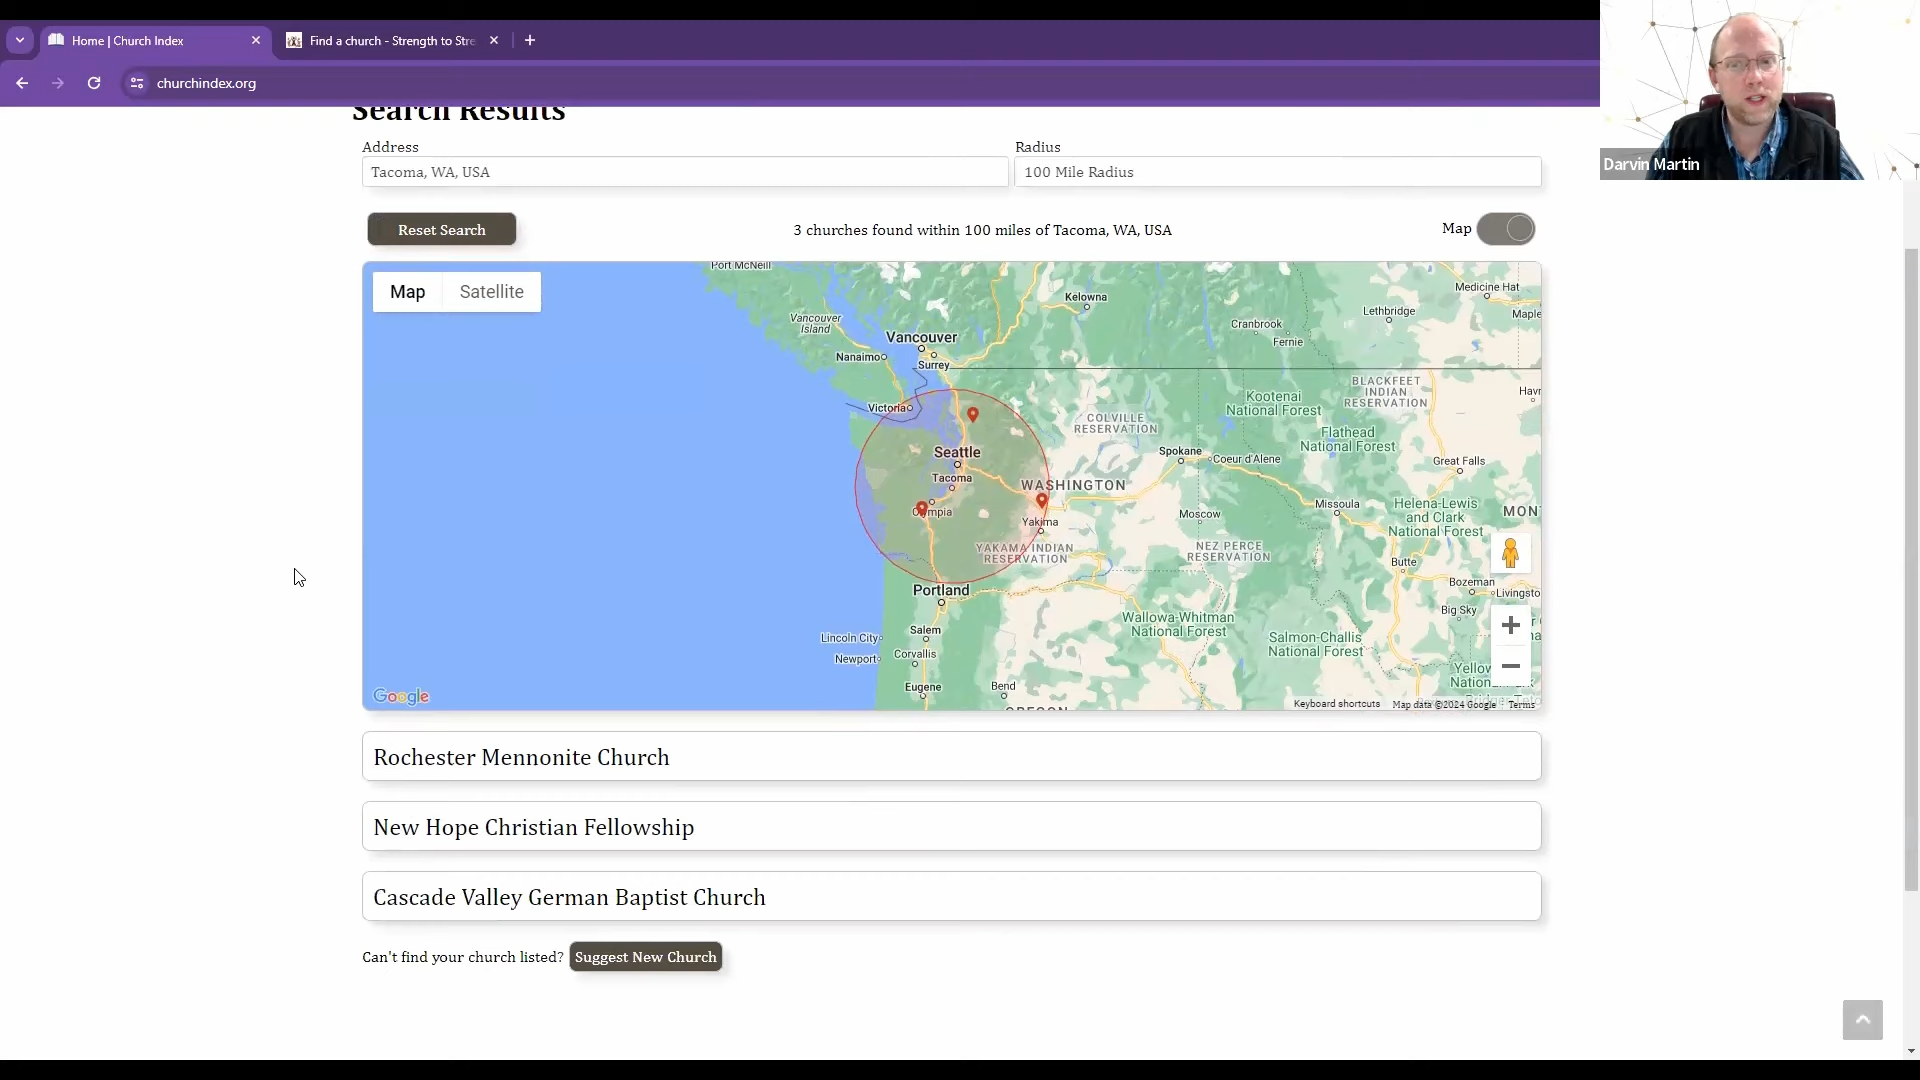 Home | Church Index
Find a church - Strength to Stre
churchindex.org
Darvin Martin
Search Results
Address
Radius
Tacoma, WA, USA
100 Mile Radius
Reset Search
3 churches found within 100 miles of Tacoma, WA, USA
Map
Map
Satellite
Port McNeill
Vancouver
Island
Nanaimo
Vancouver
Surrey
Victoria
Kelowna
Cranbrook
Fernie
Lethbridge
Medicine Hat
Maple
BLACKFEET
INDIAN
RESERVATION
Havr
Kootenai
National Forest
COLVILLE
RESERVATION
Flathead
National Forest
Seattle
Tacoma
Spokane
Coeur d'Alene
Great Falls
WASHINGTON
Olympia
Yakima
Moscow
Missoula
Helena-Lewis
and Clark
National Forest
MON
YAKAMA INDIAN
RESERVATION
NEZ PERCE
RESERVATION
Butte
Bozeman
Livingsto
Big Sky
Portland
Salem
Lincoln City
Newport
Corvallis
Eugene
Bend
OREGON
Wallowa-Whitman
National Forest
Salmon-Challis
National Forest
Yellow
National
Google
Keyboard shortcuts
Map data ©2024 Google
Terms
Rochester Mennonite Church
New Hope Christian Fellowship
Cascade Valley German Baptist Church
Can't find your church listed?
Suggest New Church